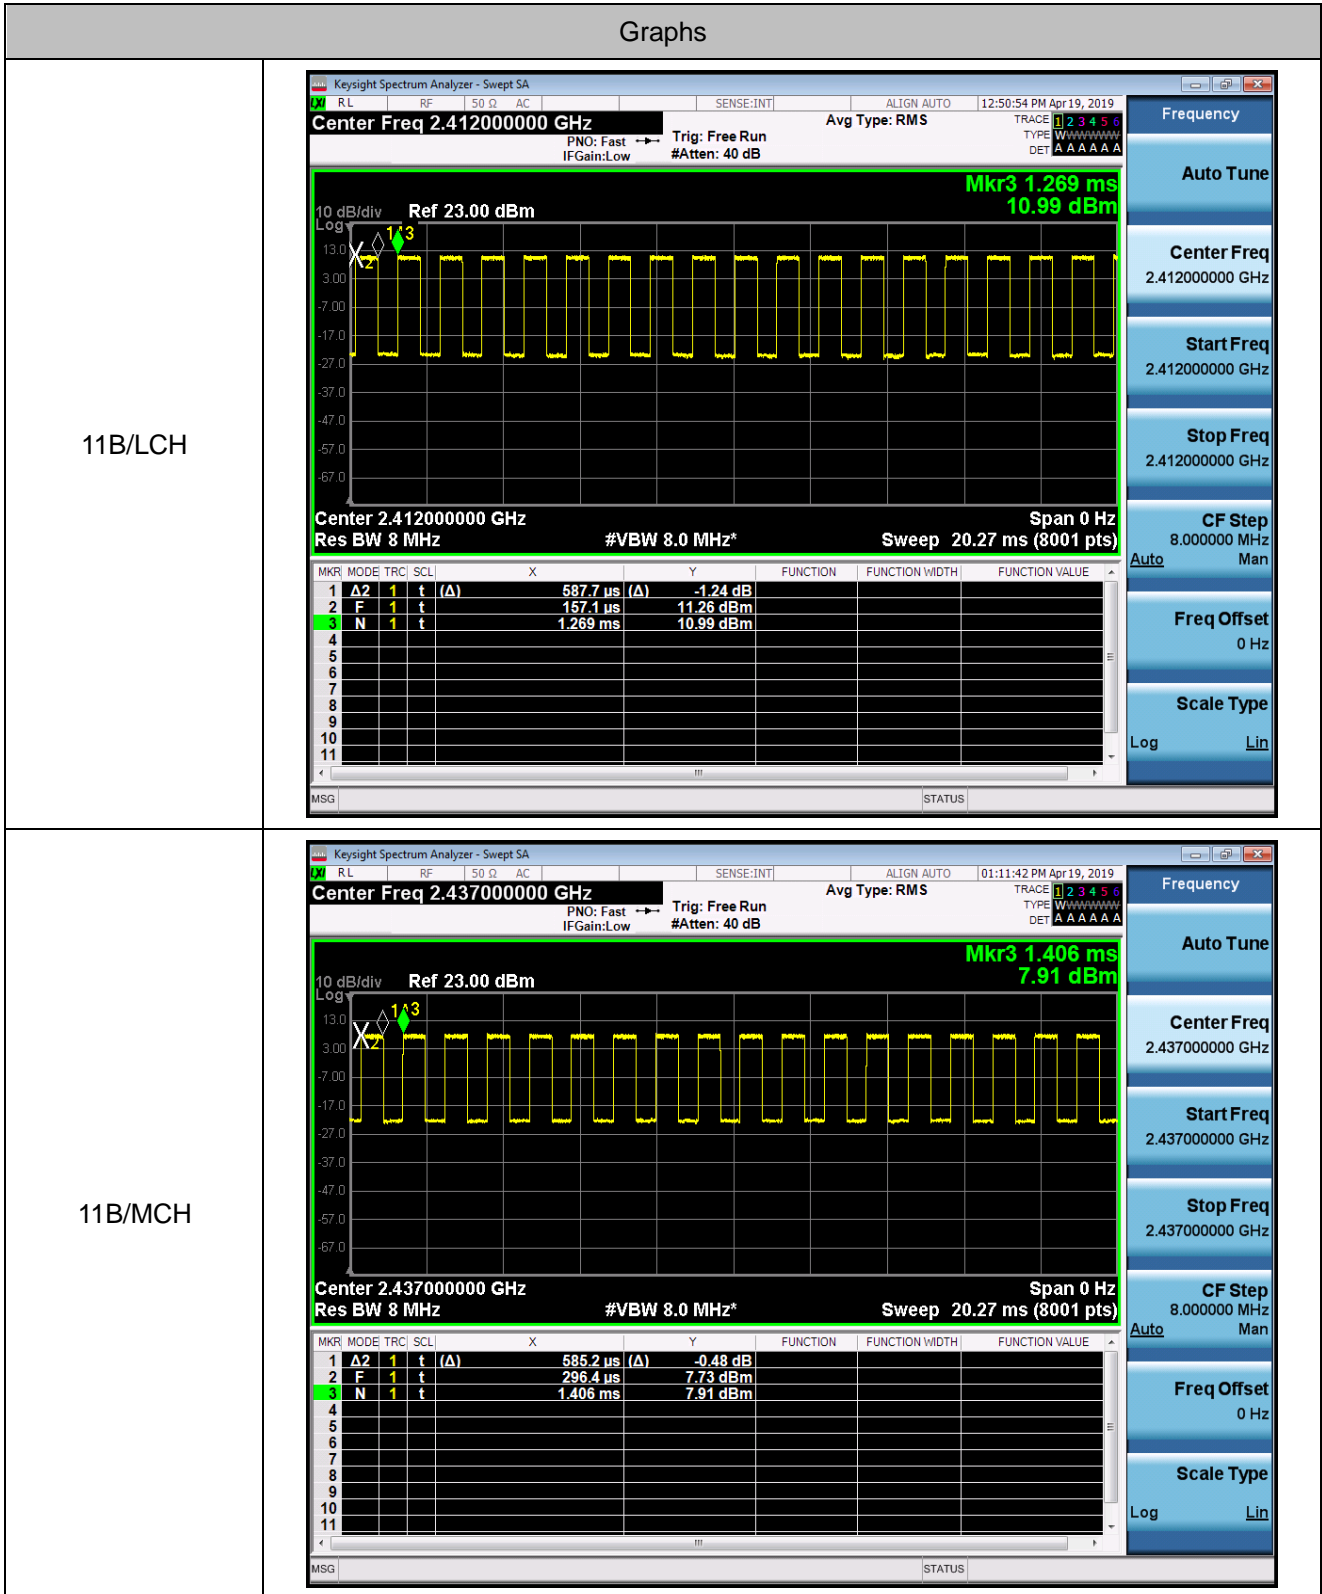 Graphs
11B/LCH
Keysight Spectrum Analyzer - Swept SA
LXI RL RF 50 Ω AC SENSE:INT ALIGN AUTO 12:50:54 PM Apr 19, 2019
Center Freq 2.412000000 GHz
PNO: Fast
IFGain:Low
Trig: Free Run
#Atten: 40 dB
Avg Type: RMS
TRACE 1 2 3 4 5 6
TYPE WWWWWW
DET A A A A A A
Mkr3 1.269 ms
10.99 dBm
10 dB/div Ref 23.00 dBm
Log
13.0
3.00
-7.00
-17.0
-27.0
-37.0
-47.0
-57.0
-67.0
Center 2.412000000 GHz Span 0 Hz
Res BW 8 MHz #VBW 8.0 MHz* Sweep 20.27 ms (8001 pts)
MKR MODE TRC SCL X Y FUNCTION FUNCTION WIDTH FUNCTION VALUE
1 Δ2 1 t (Δ) 587.7 µs (Δ) -1.24 dB
2 F 1 t 157.1 µs 11.26 dBm
3 N 1 t 1.269 ms 10.99 dBm
4
5
6
7
8
9
10
11
MSG STATUS
Frequency
Auto Tune
Center Freq
2.412000000 GHz
Start Freq
2.412000000 GHz
Stop Freq
2.412000000 GHz
CF Step
8.000000 MHz
Auto Man
Freq Offset
0 Hz
Scale Type
Log Lin
11B/MCH
Keysight Spectrum Analyzer - Swept SA
LXI RL RF 50 Ω AC SENSE:INT ALIGN AUTO 01:11:42 PM Apr 19, 2019
Center Freq 2.437000000 GHz
PNO: Fast
IFGain:Low
Trig: Free Run
#Atten: 40 dB
Avg Type: RMS
TRACE 1 2 3 4 5 6
TYPE WWWWWW
DET A A A A A A
Mkr3 1.406 ms
7.91 dBm
10 dB/div Ref 23.00 dBm
Log
13.0
3.00
-7.00
-17.0
-27.0
-37.0
-47.0
-57.0
-67.0
Center 2.437000000 GHz Span 0 Hz
Res BW 8 MHz #VBW 8.0 MHz* Sweep 20.27 ms (8001 pts)
MKR MODE TRC SCL X Y FUNCTION FUNCTION WIDTH FUNCTION VALUE
1 Δ2 1 t (Δ) 585.2 µs (Δ) -0.48 dB
2 F 1 t 296.4 µs 7.73 dBm
3 N 1 t 1.406 ms 7.91 dBm
4
5
6
7
8
9
10
11
MSG STATUS
Frequency
Auto Tune
Center Freq
2.437000000 GHz
Start Freq
2.437000000 GHz
Stop Freq
2.437000000 GHz
CF Step
8.000000 MHz
Auto Man
Freq Offset
0 Hz
Scale Type
Log Lin